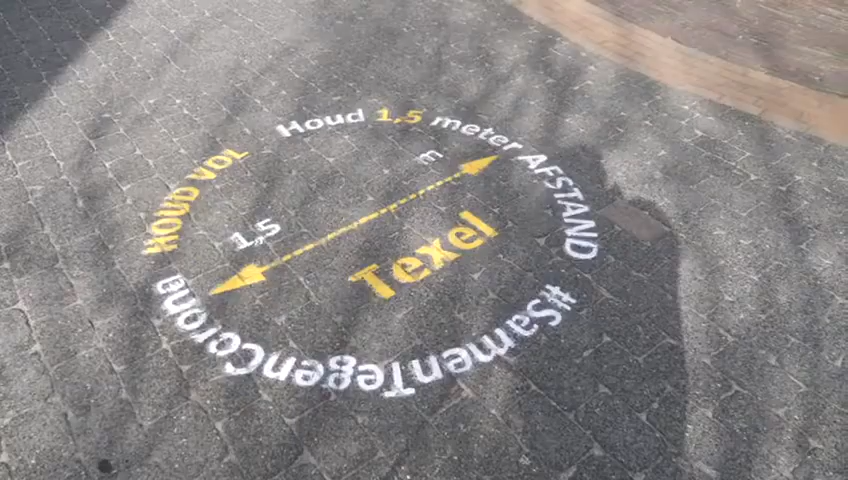 Houd 1,5 meter AFSTAND
#SamenTegenCorona
HOUD VOL
1,5 m
Texel